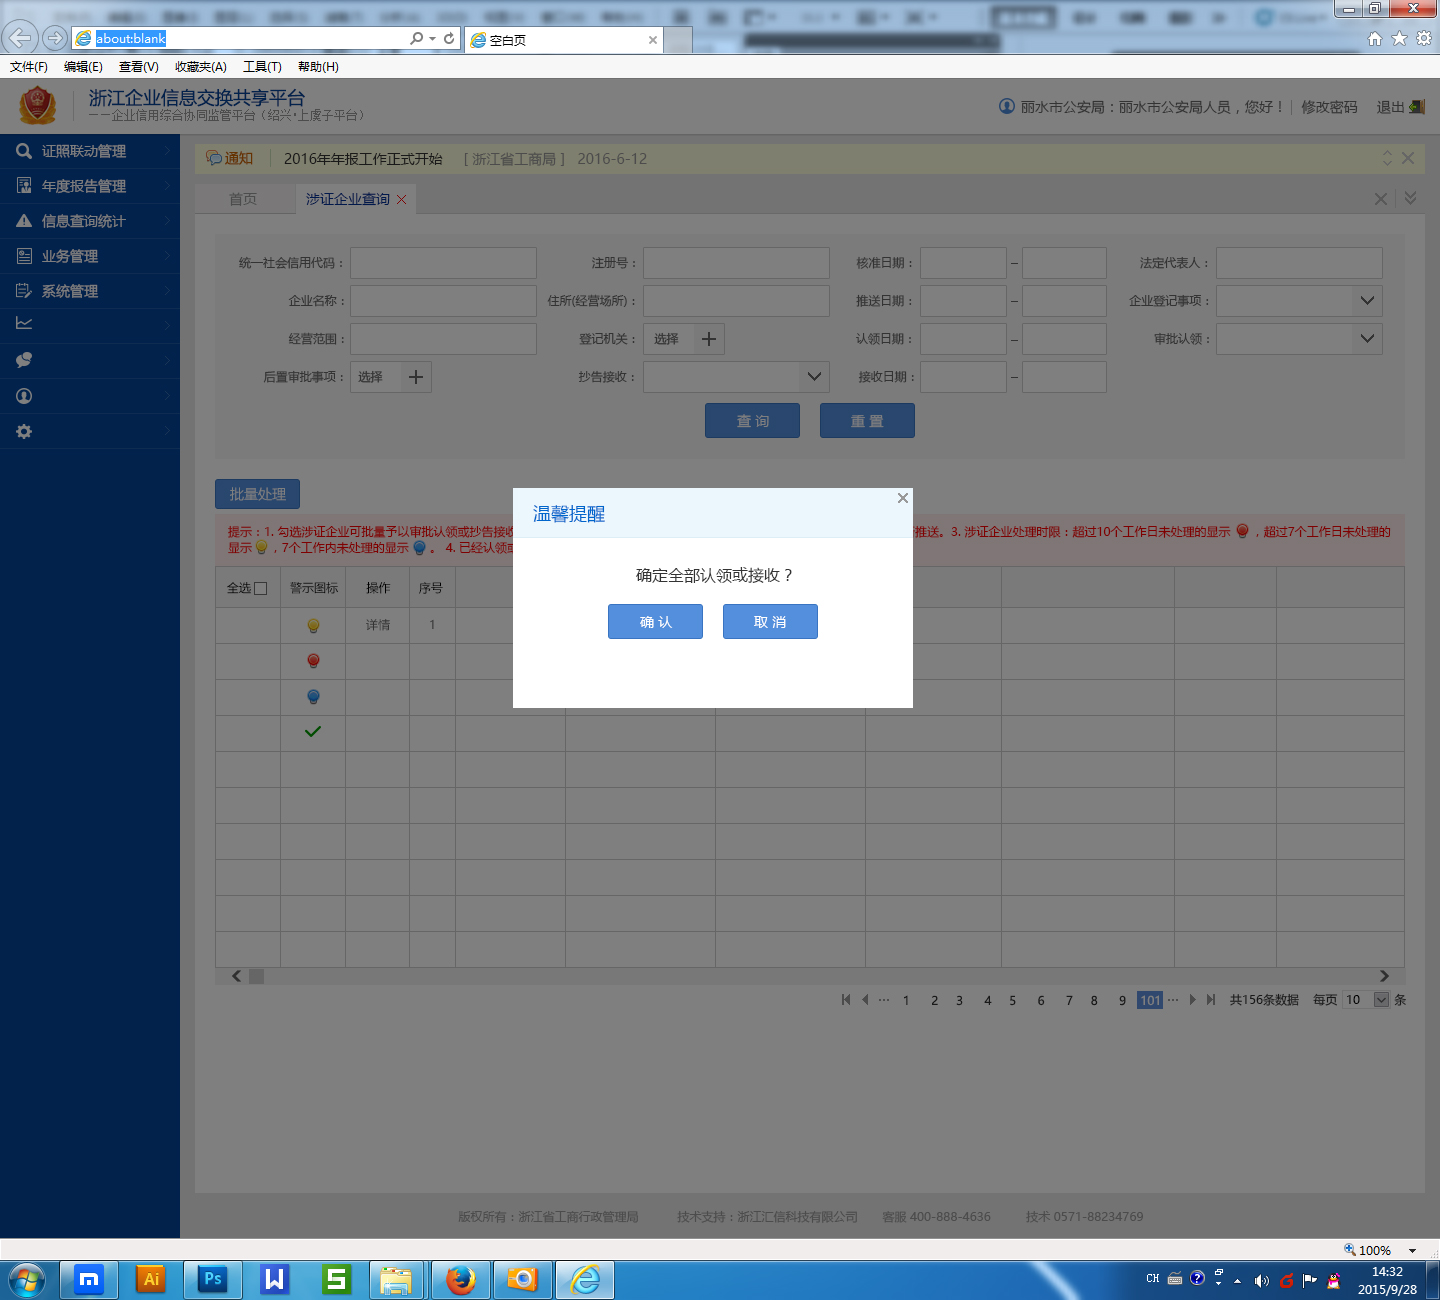 about:blank
空白页
文件(F) 编辑(E) 查看(V) 收藏夹(A) 工具(T) 帮助(H)
浙江企业信息交换共享平台
——企业信用综合协同监管平台（绍兴·上虞子平台）
丽水市公安局：丽水市公安局人员，您好！ 修改密码 退出
证照联动管理
年度报告管理
信息查询统计
业务管理
系统管理
通知 2016年年报工作正式开始 [ 浙江省工商局 ] 2016-6-12
首页 涉证企业查询
统一社会信用代码： 注册号： 核准日期： – 法定代表人：
企业名称： 住所(经营场所)： 推送日期： – 企业登记事项：
经营范围： 登记机关： 选择 认领日期： – 审批认领：
后置审批事项： 选择 抄告接收： 接收日期： –
查 询 重 置
批量处理
提示：1. 勾选涉证企业可批量予以审批认领或抄告接收 推送。3. 涉证企业处理时限：超过10个工作日未处理的显示 ，超过7个工作日未处理的
显示 ，7个工作内未处理的显示 。 4. 已经认领或
温馨提醒
确定全部认领或接收？
确 认 取 消
全选 警示图标 操作 序号
详情 1
1 2 3 4 5 6 7 8 9 101 共156条数据 每页 10 条
版权所有：浙江省工商行政管理局 技术支持：浙江汇信科技有限公司 客服 400-888-4636 技术 0571-88234769
100%
Ai Ps
CH
14:32
2015/9/28